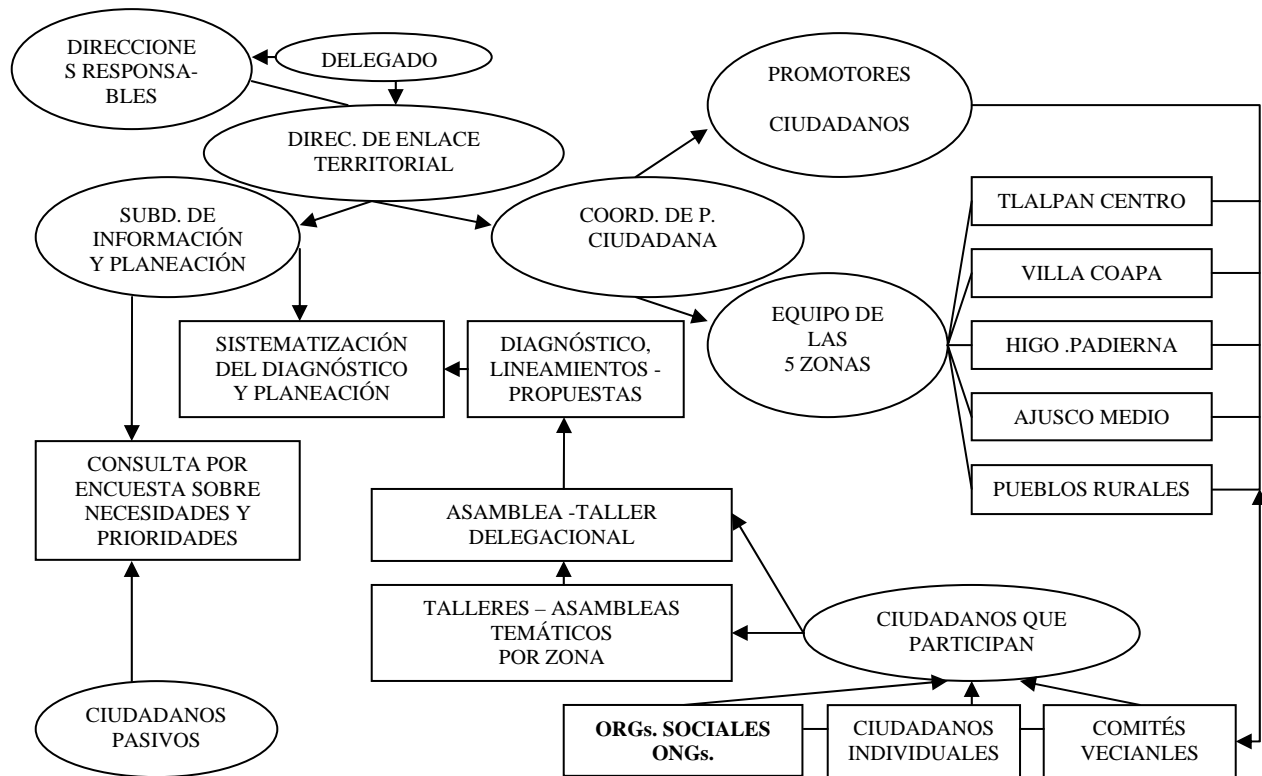 DIRECCIONE
S RESPONSA-
BLES
DELEGADO
PROMOTORES
CIUDADANOS
DIREC. DE ENLACE
TERRITORIAL
SUBD. DE
INFORMACIÓN
Y PLANEACIÓN
COORD. DE P.
CIUDADANA
TLALPAN CENTRO
VILLA COAPA
HIGO .PADIERNA
AJUSCO MEDIO
PUEBLOS RURALES
EQUIPO DE
LAS
5 ZONAS
SISTEMATIZACIÓN
DEL DIAGNÓSTICO
Y PLANEACIÓN
DIAGNÓSTICO,
LINEAMIENTOS -
PROPUESTAS
CONSULTA POR
ENCUESTA SOBRE
NECESIDADES Y
PRIORIDADES
ASAMBLEA -TALLER
DELEGACIONAL
TALLERES – ASAMBLEAS
TEMÁTICOS
POR ZONA
CIUDADANOS QUE
PARTICIPAN
CIUDADANOS
PASIVOS
ORGs. SOCIALES
ONGs.
CIUDADANOS
INDIVIDUALES
COMITÉS
VECIANLES